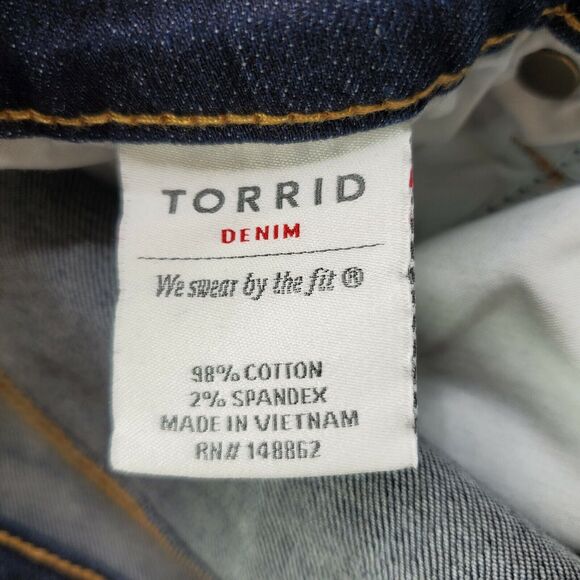 TORRID
DENIM
We swear by the fit ®
98% COTTON
2% SPANDEX
MADE IN VIETNAM
RN# 148862